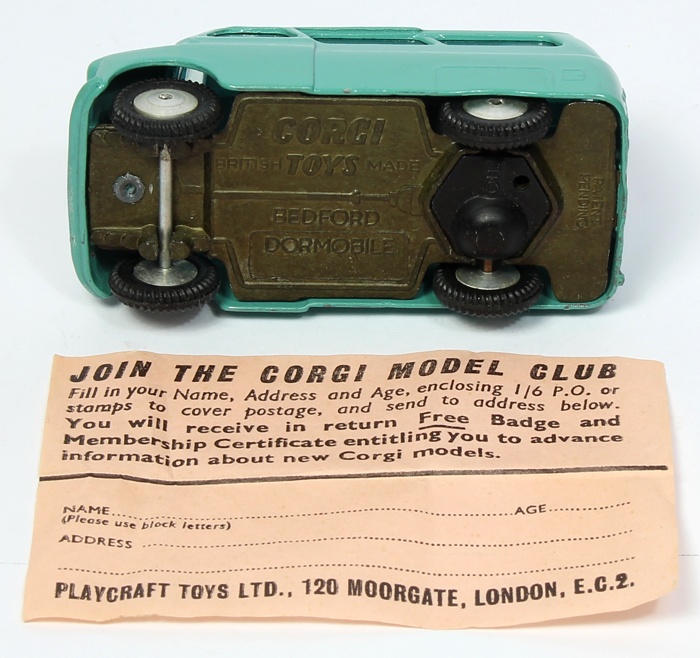 CORGI
BRITISH TOYS MADE
BEDFORD
DORMOBILE
PATENT
PENDING
JOIN THE CORGI MODEL CLUB
Fill in your Name, Address and Age, enclosing 1/6 P.O. or
stamps to cover postage, and send to address below.
You will receive in return Free Badge and
Membership Certificate entitling you to advance
information about new Corgi models.
NAME AGE
(Please use block letters)
ADDRESS
PLAYCRAFT TOYS LTD., 120 MOORGATE, LONDON, E.C.2.